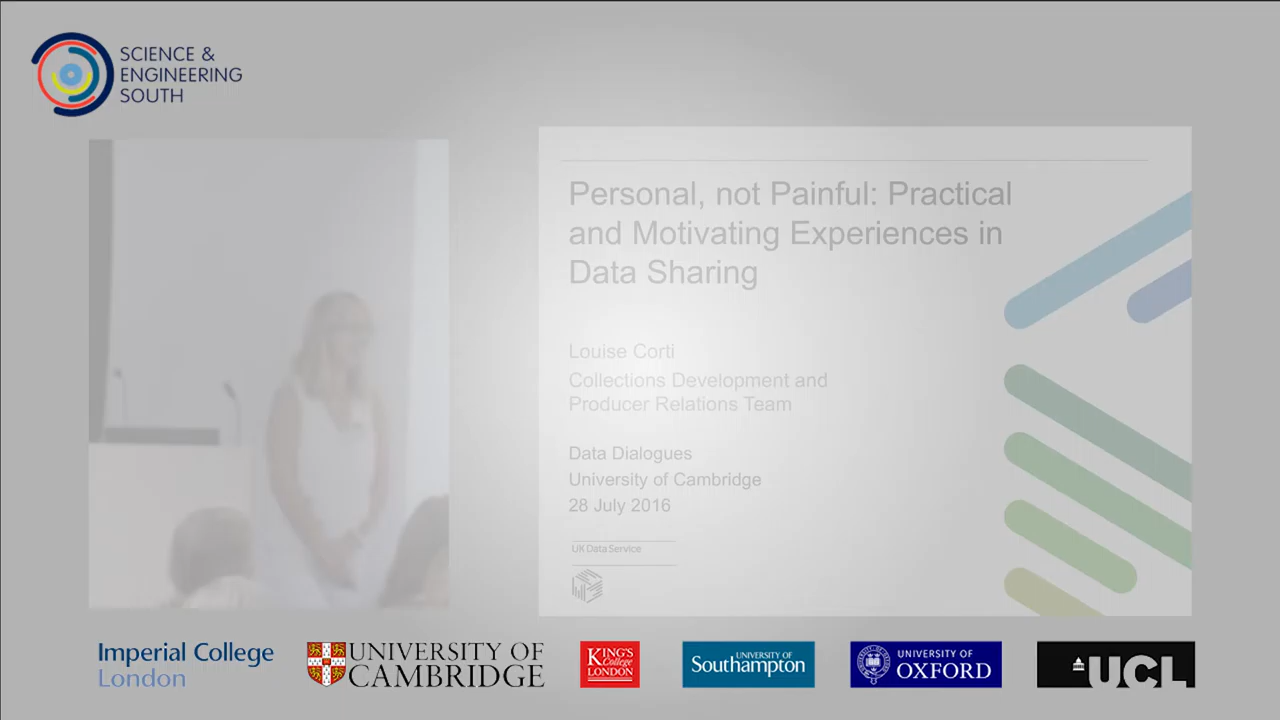 SCIENCE &
ENGINEERING
SOUTH
Personal, not Painful: Practical
and Motivating Experiences in
Data Sharing
Louise Corti
Collections Development and
Producer Relations Team
Data Dialogues
University of Cambridge
28 July 2016
UK Data Service
Imperial College
London
UNIVERSITY OF
CAMBRIDGE
KING'S
College
LONDON
UNIVERSITY OF
Southampton
UNIVERSITY OF
OXFORD
UCL